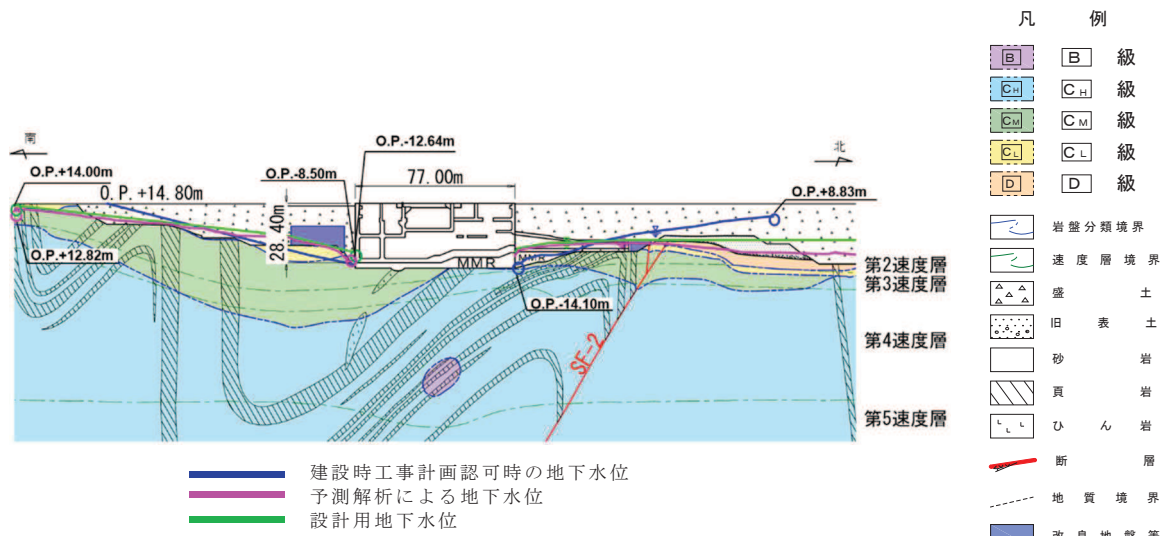 凡 例
B B 級
CH CH 級
CM CM 級
CL CL 級
D D 級
岩盤分類境界
速度層境界
盛土
旧表土
砂岩
頁岩
ひん岩
断層
地質境界
南
北
O.P.-12.64m
O.P.+14.00m
O.P.+14.80m
O.P.-8.50m
77.00m
O.P.+8.83m
28.40m
O.P.+12.82m
MMR
MMR
O.P.-14.10m
SF-2
第2速度層
第3速度層
第4速度層
第5速度層
建設時工事計画認可時の地下水位
予測解析による地下水位
設計用地下水位